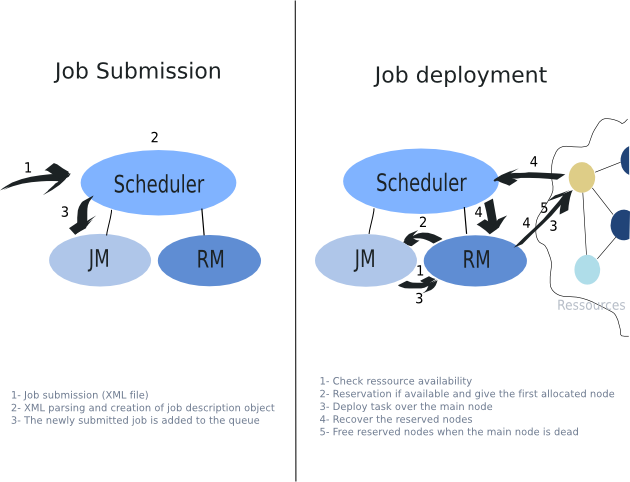 Job Submission
2
1
Scheduler
3
JM
RM
1- Job submission (XML file)
2- XML parsing and creation of job description object
3- The newly submitted job is added to the queue
Job deployment
4
Scheduler
4
5
2
4
3
JM
RM
1
3
Ressources
1- Check ressource availability
2- Reservation if available and give the first allocated node
3- Deploy task over the main node
4- Recover the reserved nodes
5- Free reserved nodes when the main node is dead